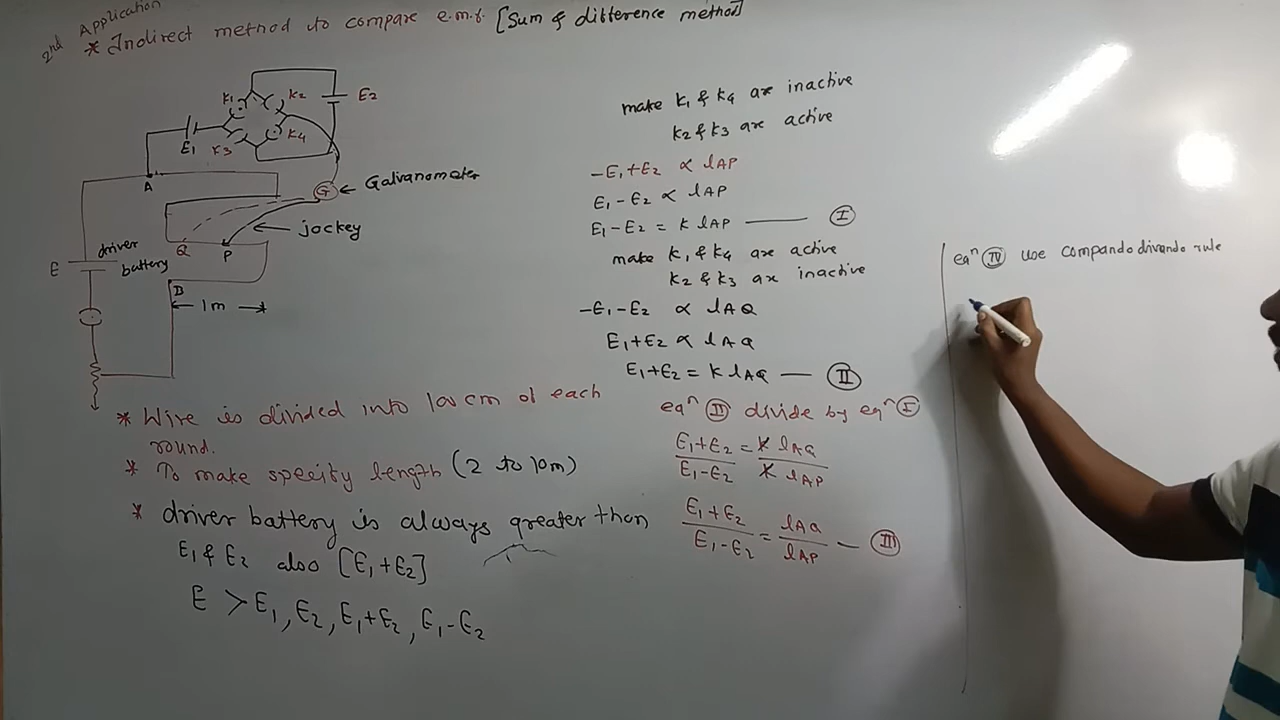 2nd Application
* Indirect method to compare e.m.f. [Sum & difference method]
K1 K2 E2
E1 K3 K4
A
G ← Galvanometer
← jockey
Q P
E driver
battery
B
1m
make K1 & K4 are inactive
K2 & K3 are active
-E1+E2 ∝ lAP
E1-E2 ∝ lAP
E1-E2 = K lAP — I
make K1 & K4 are active
K2 & K3 are inactive
-E1-E2 ∝ lAQ
E1+E2 ∝ lAQ
E1+E2 = K lAQ — II
* Wire is divided into 100 cm of each
round.
* To make specify length (2 to 10m)
* driver battery is always greater than
E1 & E2 also [E1+E2]
E > E1, E2, E1+E2, E1-E2
eqn II divide by eqn I
E1+E2 / E1-E2 = K lAQ / K lAP
E1+E2 / E1-E2 = lAQ / lAP — III
eqn IV use compando divando rule